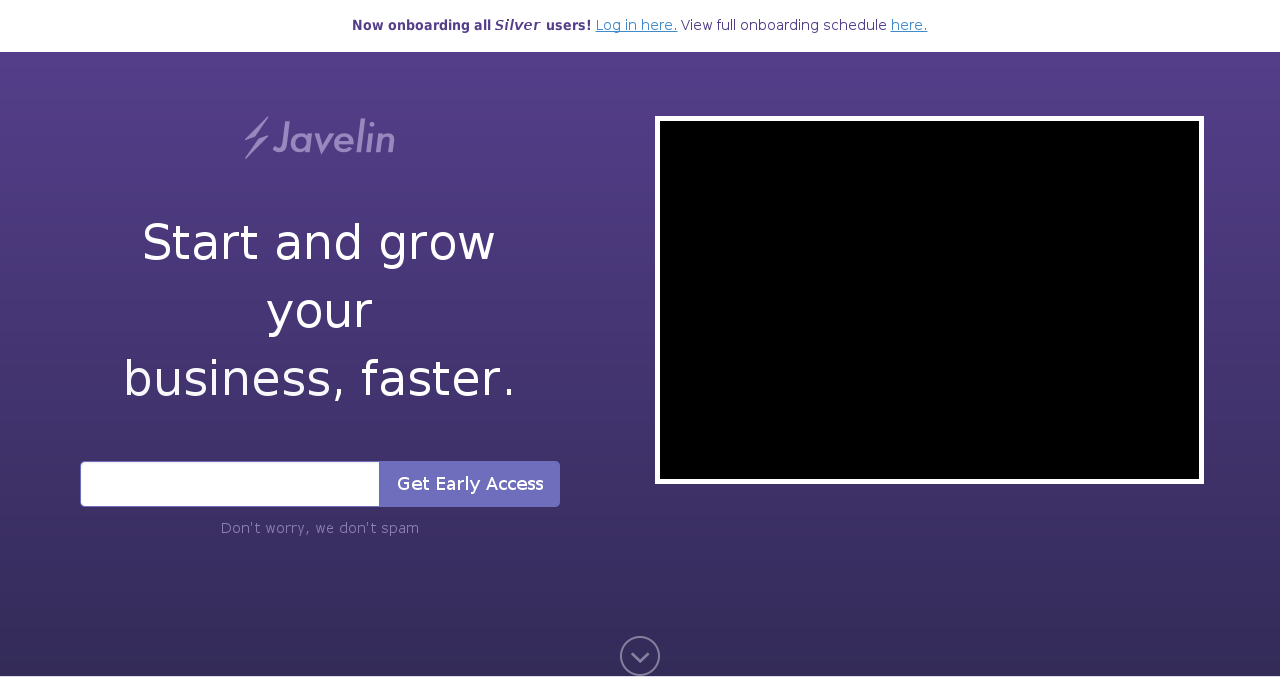 Now onboarding all Silver users! Log in here. View full onboarding schedule here.
Javelin
Start and grow
your
business, faster.
Get Early Access
Don't worry, we don't spam